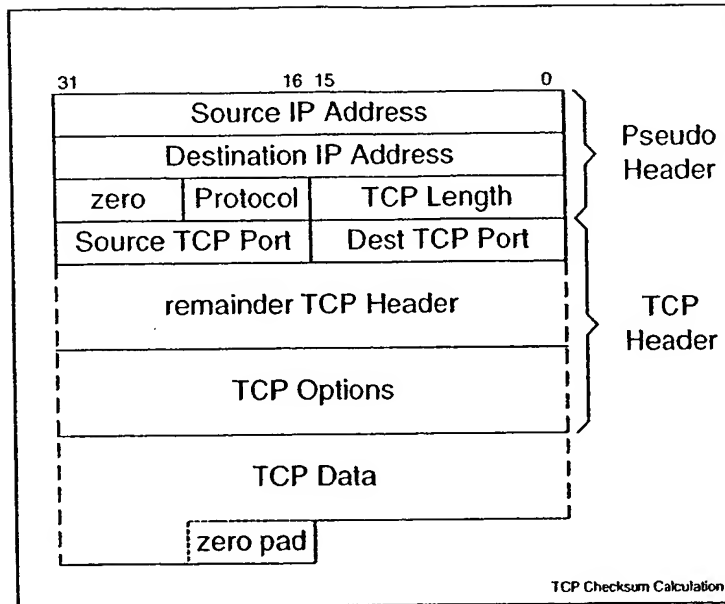 31 16 15 0
Source IP Address
Destination IP Address
Pseudo
Header
zero Protocol TCP Length
Source TCP Port Dest TCP Port
remainder TCP Header
TCP
Header
TCP Options
TCP Data
zero pad
TCP Checksum Calculation